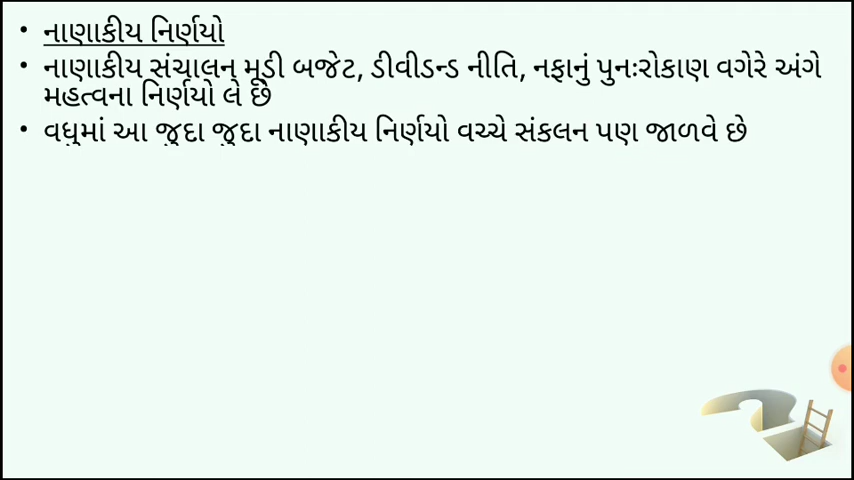 • નાણાકીય નિર્ણયો
• નાણાકીય સંચાલન મૂડી બજેટ, ડીવીડન્ડ નીતિ, નફાનું પુનઃરોકાણ વગેરે અંગે
મહત્વના નિર્ણયો લે છે
• વધુમાં આ જુદા જુદા નાણાકીય નિર્ણયો વચ્ચે સંકલન પણ જાળવે છે